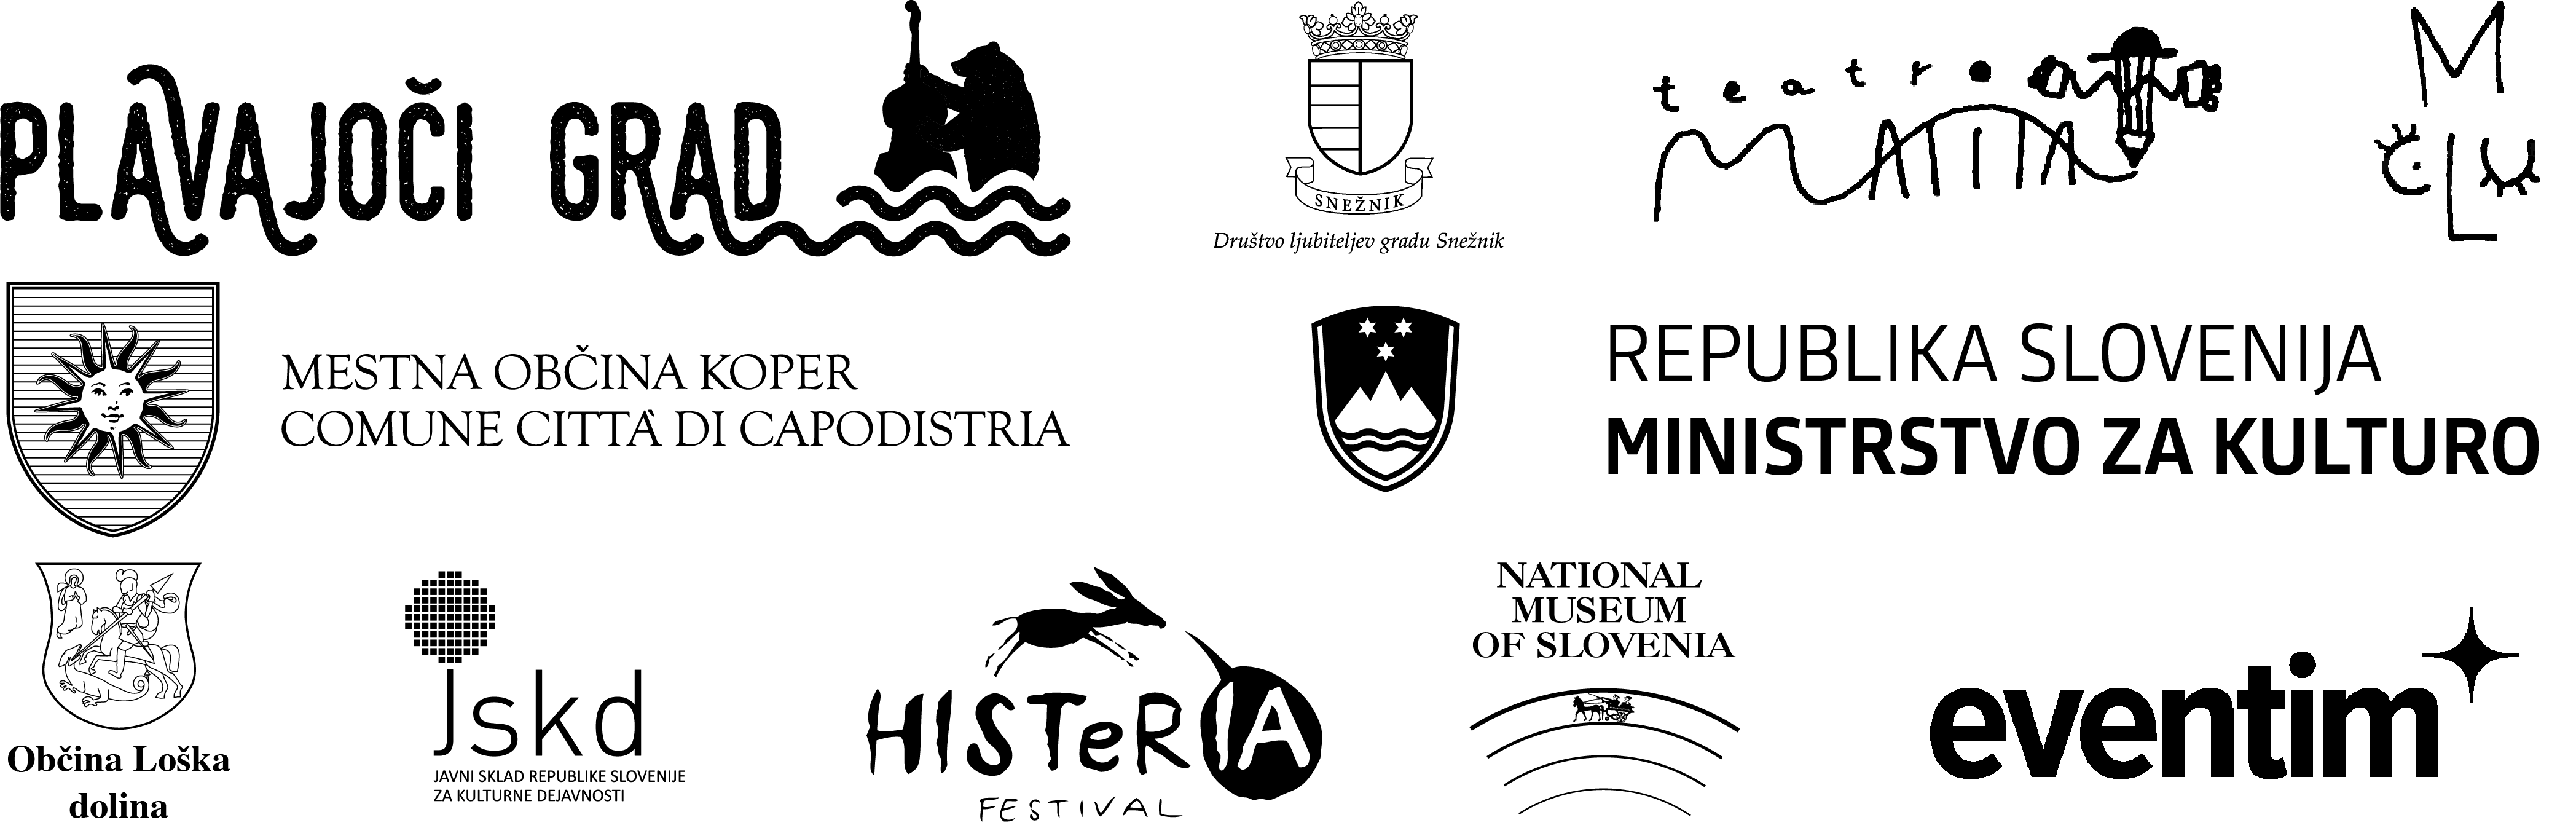 PLAVAJOČI GRAD
SNEŽNIK
Društvo ljubiteljev gradu Snežnik
teatro
MATITA
M
C L U
MESTNA OBČINA KOPER
COMUNE CITTÀ DI CAPODISTRIA
REPUBLIKA SLOVENIJA
MINISTRSTVO ZA KULTURO
Občina Loška
dolina
Jskd
JAVNI SKLAD REPUBLIKE SLOVENIJE
ZA KULTURNE DEJAVNOSTI
HISTeRIA
FESTIVAL
NATIONAL
MUSEUM
OF SLOVENIA
eventim